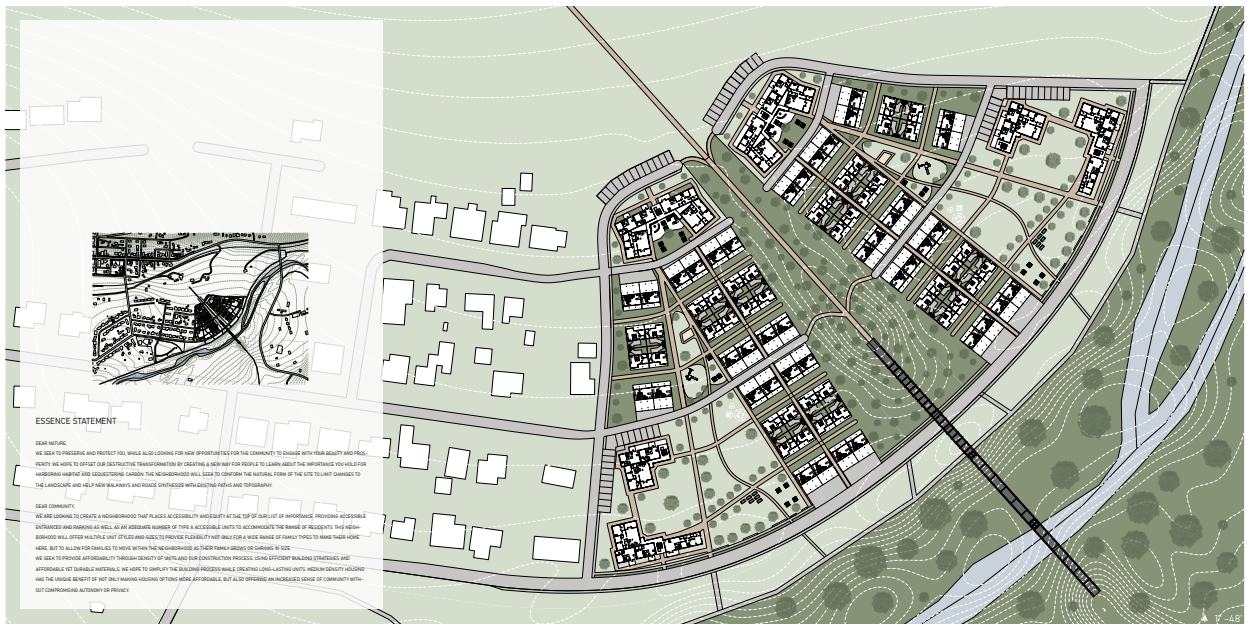 ESSENCE STATEMENT
DEAR NATURE,
WE SEEK TO PRESERVE AND PROTECT YOU, WHILE ALSO LOOKING FOR NEW OPPORTUNITIES FOR THE COMMUNITY TO ENGAGE WITH YOUR BEAUTY AND PROS-
PERITY. WE HOPE TO OFFSET OUR DESTRUCTIVE TRANSFORMATION BY CREATING A NEW WAY FOR PEOPLE TO LEARN ABOUT THE IMPORTANCE YOU HOLD FOR
HARBORING HABITAT AND SEQUESTERING CARBON. THE NEIGHBORHOOD WILL SEEK TO CONFORM THE NATURAL FORM OF THE SITE TO LIMIT CHANGES TO
THE LANDSCAPE AND HELP NEW WALKWAYS AND ROADS SYNTHESIZE WITH EXISTING PATHS AND TOPOGRAPHY.
DEAR COMMUNITY,
WE ARE LOOKING TO CREATE A NEIGHBORHOOD THAT PLACES ACCESSIBILITY AND EQUITY AT THE TOP OF OUR LIST OF IMPORTANCE. PROVIDING ACCESSIBLE
ENTRANCES AND PARKING AS WELL AS AN ADEQUATE NUMBER OF TYPE A ACCESSIBLE UNITS TO ACCOMMODATE THE RANGE OF RESIDENTS. THIS NEIGH-
BORHOOD WILL OFFER MULTIPLE UNIT STYLES AND SIZES TO PROVIDE FLEXIBILITY NOT ONLY FOR A WIDE RANGE OF FAMILY TYPES TO MAKE THEIR HOME
HERE, BUT TO ALLOW FOR FAMILIES TO MOVE WITHIN THE NEIGHBORHOOD AS THEIR FAMILY GROWS OR SHRINKS IN SIZE.
WE SEEK TO PROVIDE AFFORDABILITY THROUGH DENSITY OF UNITS AND OUR CONSTRUCTION PROCESS. USING EFFICIENT BUILDING STRATEGIES AND
AFFORDABLE YET DURABLE MATERIALS, WE HOPE TO SIMPLIFY THE BUILDING PROCESS WHILE CREATING LONG-LASTING UNITS. MEDIUM DENSITY HOUSING
HAS THE UNIQUE BENEFIT OF NOT ONLY MAKING HOUSING OPTIONS MORE AFFORDABLE, BUT ALSO OFFERING AN INCREASED SENSE OF COMMUNITY WITH-
OUT COMPROMISING AUTONOMY OR PRIVACY.